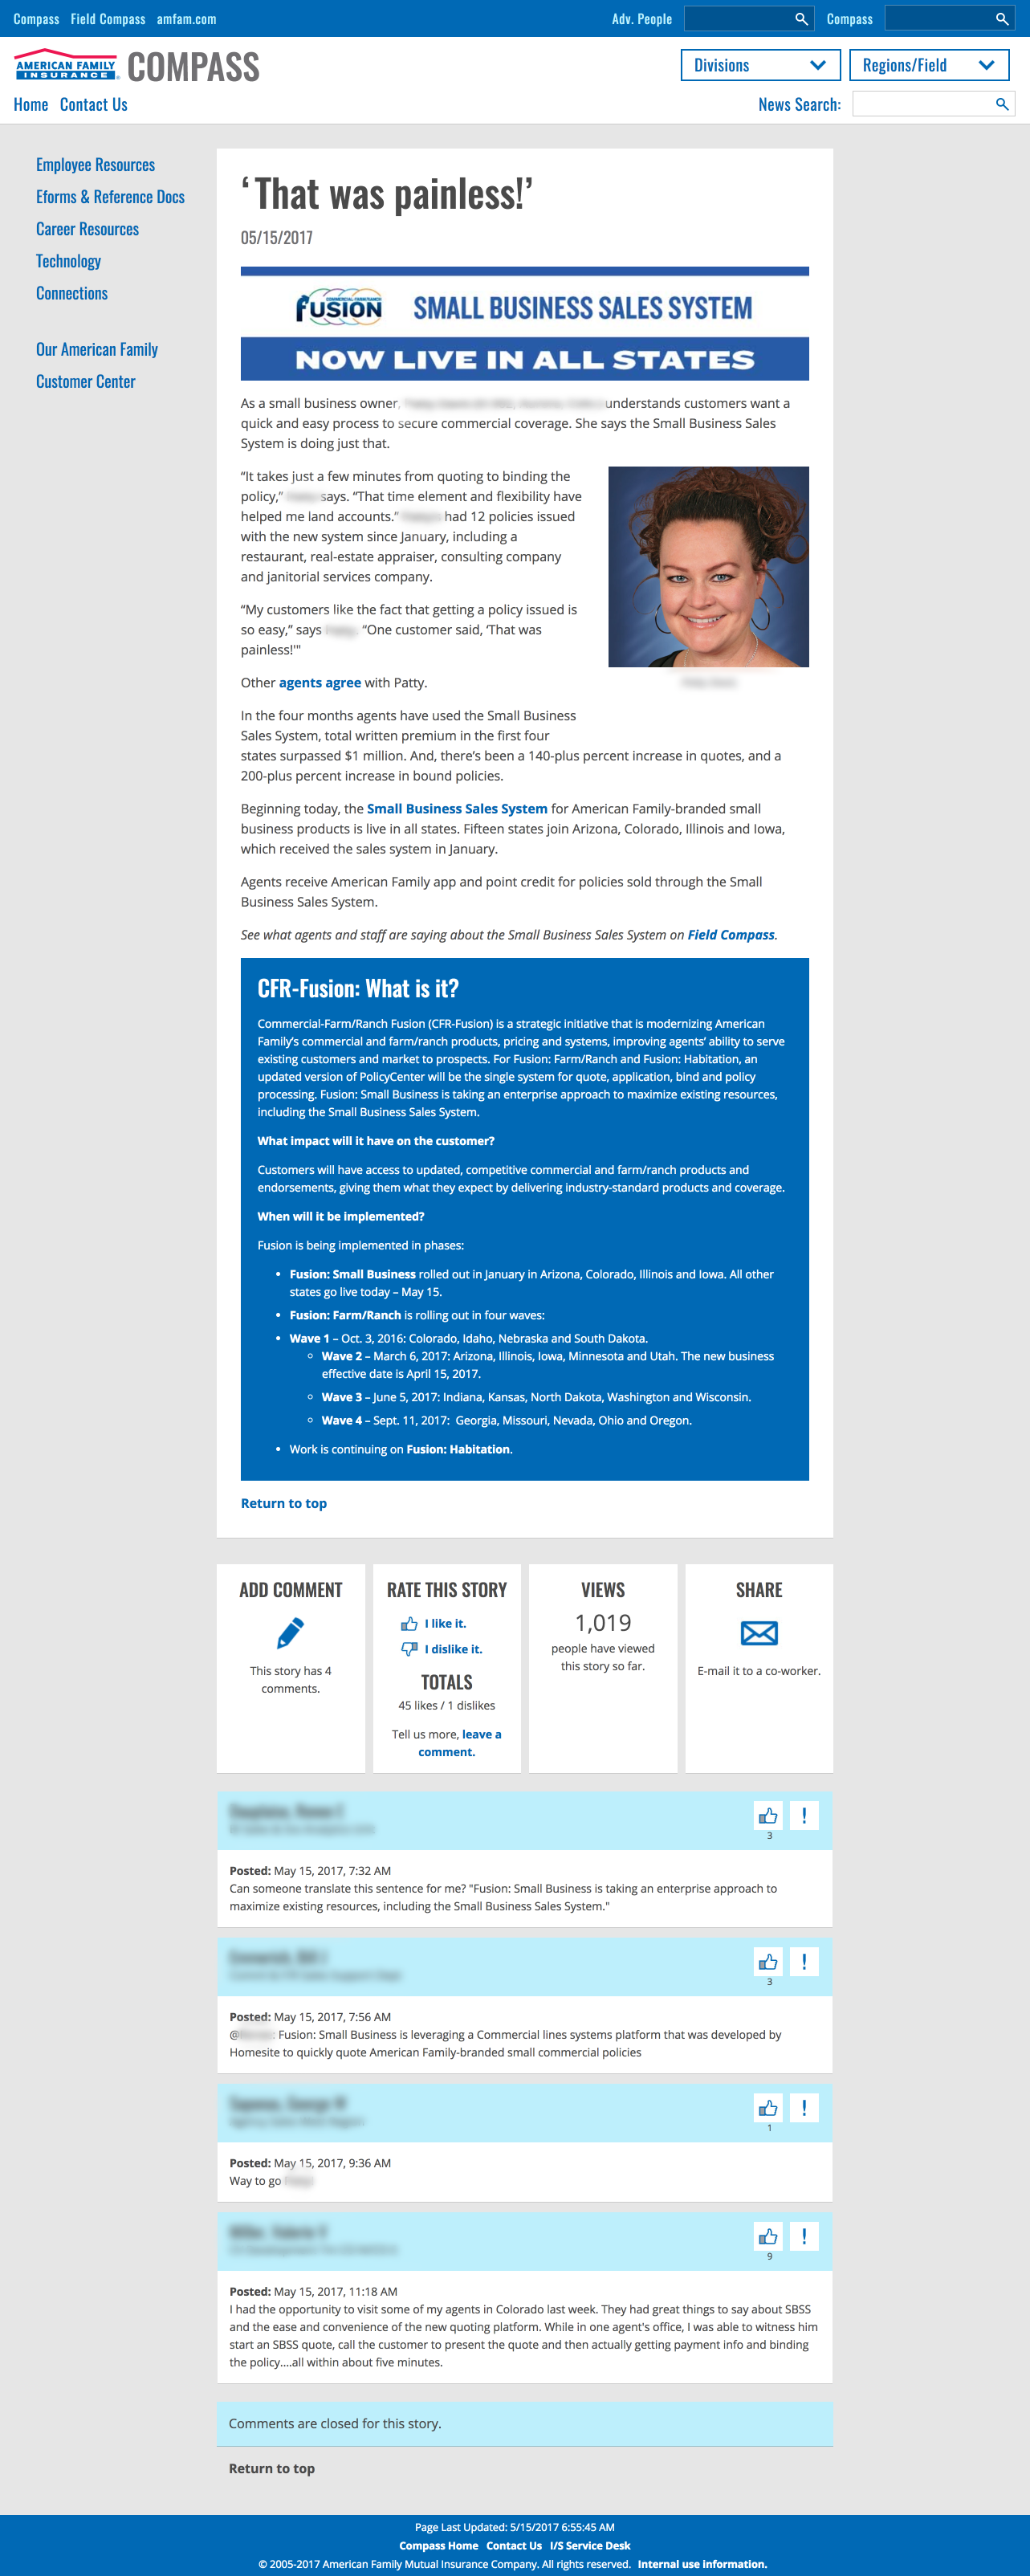 Compass Field Compass amfam.com Adv. People Compass
AMERICAN FAMILY
INSURANCE ®
COMPASS
Divisions Regions/Field
Home Contact Us News Search:
Employee Resources
Eforms & Reference Docs
Career Resources
Technology
Connections
Our American Family
Customer Center
‘That was painless!’
05/15/2017
COMMERCIAL-FARM/RANCH
fusion SMALL BUSINESS SALES SYSTEM
NOW LIVE IN ALL STATES
As a small business owner, understands customers want a
quick and easy process to secure commercial coverage. She says the Small Business Sales
System is doing just that.
“It takes just a few minutes from quoting to binding the
policy,” says. “That time element and flexibility have
helped me land accounts.” had 12 policies issued
with the new system since January, including a
restaurant, real-estate appraiser, consulting company
and janitorial services company.
“My customers like the fact that getting a policy issued is
so easy,” says “One customer said, ‘That was
painless!'"
Other agents agree with Patty.
In the four months agents have used the Small Business
Sales System, total written premium in the first four
states surpassed $1 million. And, there’s been a 140-plus percent increase in quotes, and a
200-plus percent increase in bound policies.
Beginning today, the Small Business Sales System for American Family-branded small
business products is live in all states. Fifteen states join Arizona, Colorado, Illinois and Iowa,
which received the sales system in January.
Agents receive American Family app and point credit for policies sold through the Small
Business Sales System.
See what agents and staff are saying about the Small Business Sales System on Field Compass.
CFR-Fusion: What is it?
Commercial-Farm/Ranch Fusion (CFR-Fusion) is a strategic initiative that is modernizing American
Family’s commercial and farm/ranch products, pricing and systems, improving agents’ ability to serve
existing customers and market to prospects. For Fusion: Farm/Ranch and Fusion: Habitation, an
updated version of PolicyCenter will be the single system for quote, application, bind and policy
processing. Fusion: Small Business is taking an enterprise approach to maximize existing resources,
including the Small Business Sales System.
What impact will it have on the customer?
Customers will have access to updated, competitive commercial and farm/ranch products and
endorsements, giving them what they expect by delivering industry-standard products and coverage.
When will it be implemented?
Fusion is being implemented in phases:
• Fusion: Small Business rolled out in January in Arizona, Colorado, Illinois and Iowa. All other
states go live today – May 15.
• Fusion: Farm/Ranch is rolling out in four waves:
• Wave 1 – Oct. 3, 2016: Colorado, Idaho, Nebraska and South Dakota.
○ Wave 2 – March 6, 2017: Arizona, Illinois, Iowa, Minnesota and Utah. The new business
effective date is April 15, 2017.
○ Wave 3 – June 5, 2017: Indiana, Kansas, North Dakota, Washington and Wisconsin.
○ Wave 4 – Sept. 11, 2017: Georgia, Missouri, Nevada, Ohio and Oregon.
• Work is continuing on Fusion: Habitation.
Return to top
ADD COMMENT
This story has 4
comments.
RATE THIS STORY
I like it.
I dislike it.
TOTALS
45 likes / 1 dislikes
Tell us more, leave a
comment.
VIEWS
1,019
people have viewed
this story so far.
SHARE
E-mail it to a co-worker.
!
3
Posted: May 15, 2017, 7:32 AM
Can someone translate this sentence for me? "Fusion: Small Business is taking an enterprise approach to
maximize existing resources, including the Small Business Sales System."
!
3
Posted: May 15, 2017, 7:56 AM
@ : Fusion: Small Business is leveraging a Commercial lines systems platform that was developed by
Homesite to quickly quote American Family-branded small commercial policies
!
1
Posted: May 15, 2017, 9:36 AM
Way to go
!
9
Posted: May 15, 2017, 11:18 AM
I had the opportunity to visit some of my agents in Colorado last week. They had great things to say about SBSS
and the ease and convenience of the new quoting platform. While in one agent's office, I was able to witness him
start an SBSS quote, call the customer to present the quote and then actually getting payment info and binding
the policy....all within about five minutes.
Comments are closed for this story.
Return to top
Page Last Updated: 5/15/2017 6:55:45 AM
Compass Home Contact Us I/S Service Desk
© 2005-2017 American Family Mutual Insurance Company. All rights reserved. Internal use information.